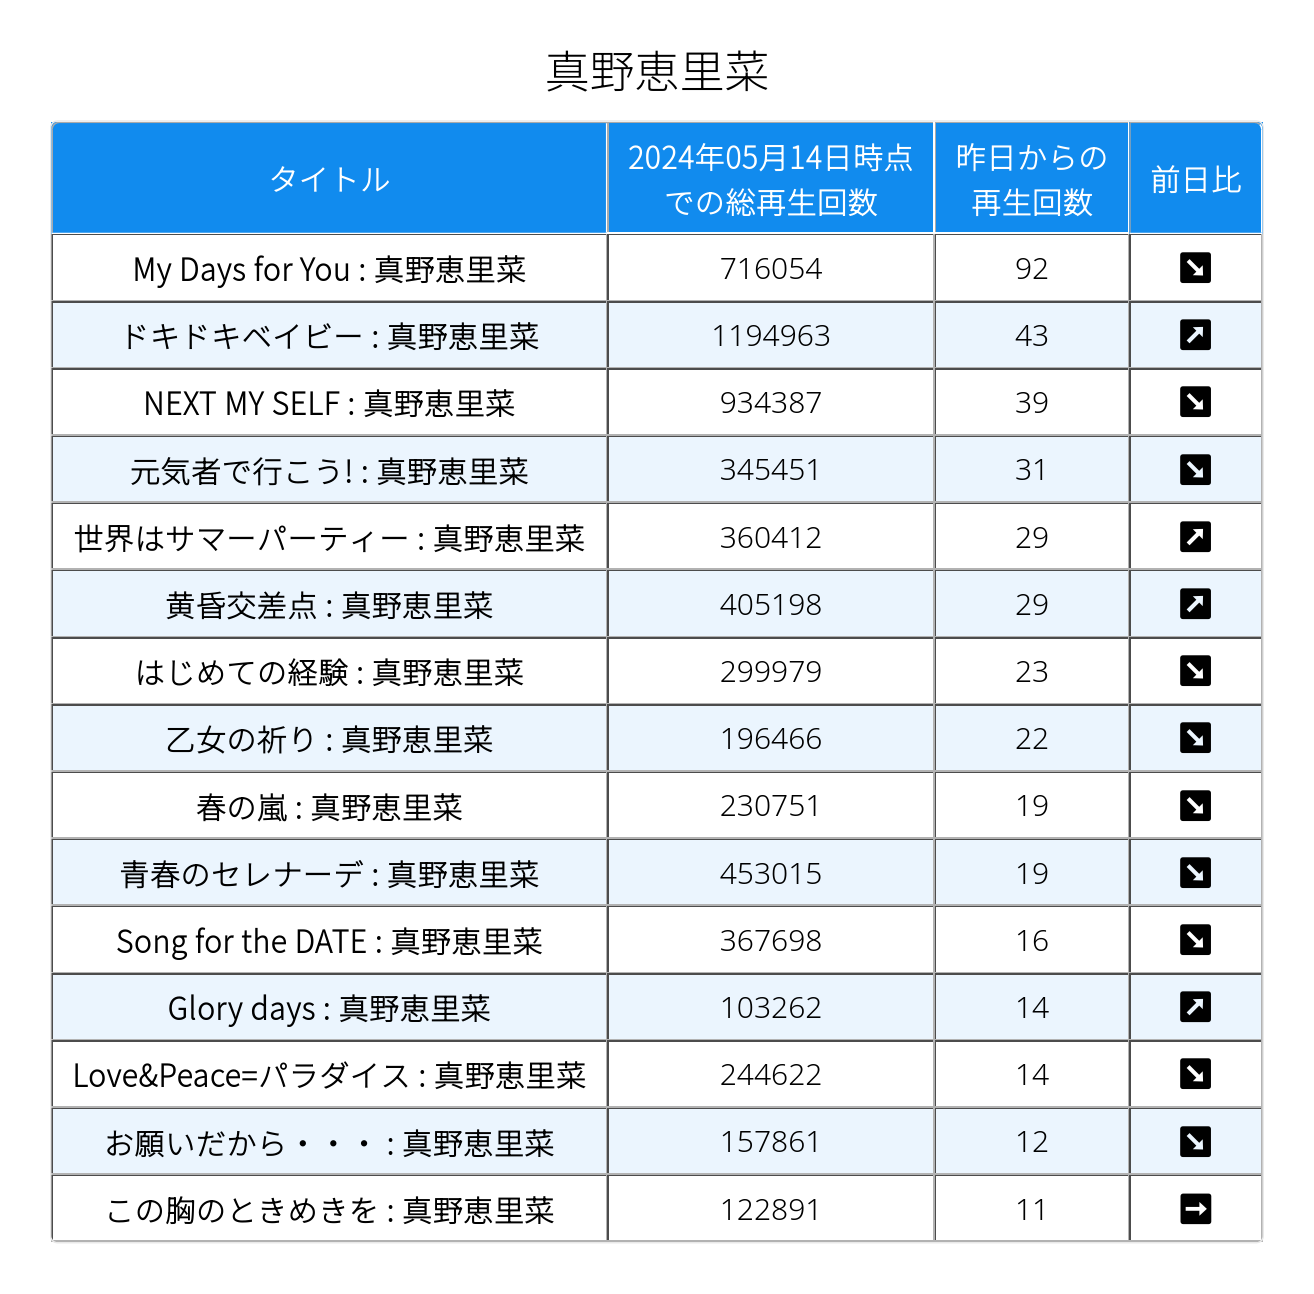 真野恵里菜
タイトル
2024年05月14日時点
での総再生回数
昨日からの
再生回数
前日比
My Days for You : 真野恵里菜 716054 92 ↘
ドキドキベイビー : 真野恵里菜 1194963 43 ↗
NEXT MY SELF : 真野恵里菜 934387 39 ↘
元気者で行こう! : 真野恵里菜 345451 31 ↘
世界はサマーパーティー : 真野恵里菜 360412 29 ↗
黄昏交差点 : 真野恵里菜 405198 29 ↗
はじめての経験 : 真野恵里菜 299979 23 ↘
乙女の祈り : 真野恵里菜 196466 22 ↘
春の嵐 : 真野恵里菜 230751 19 ↘
青春のセレナーデ : 真野恵里菜 453015 19 ↘
Song for the DATE : 真野恵里菜 367698 16 ↘
Glory days : 真野恵里菜 103262 14 ↗
Love&Peace=パラダイス : 真野恵里菜 244622 14 ↘
お願いだから・・・ : 真野恵里菜 157861 12 ↘
この胸のときめきを : 真野恵里菜 122891 11 →